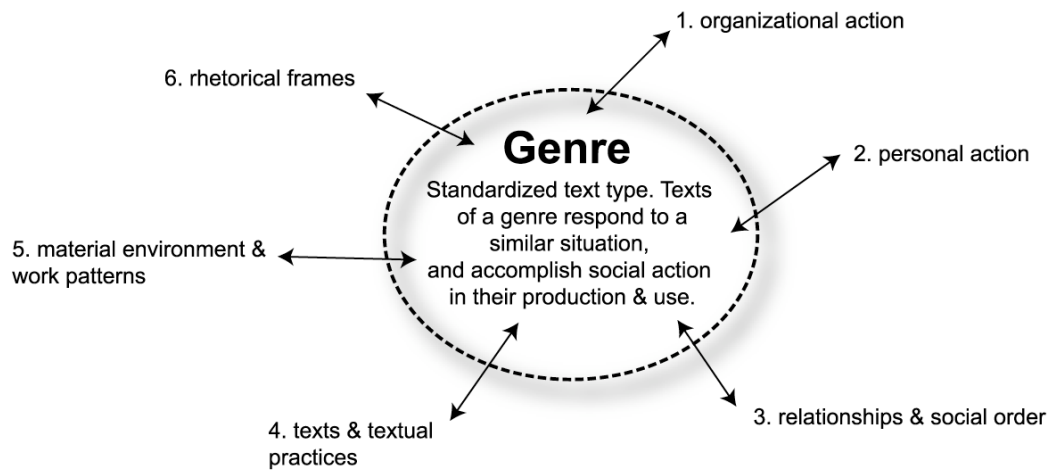 1. organizational action
6. rhetorical frames
Genre
2. personal action
Standardized text type. Texts
of a genre respond to a
similar situation,
and accomplish social action
in their production & use.
5. material environment &
work patterns
3. relationships & social order
4. texts & textual
practices